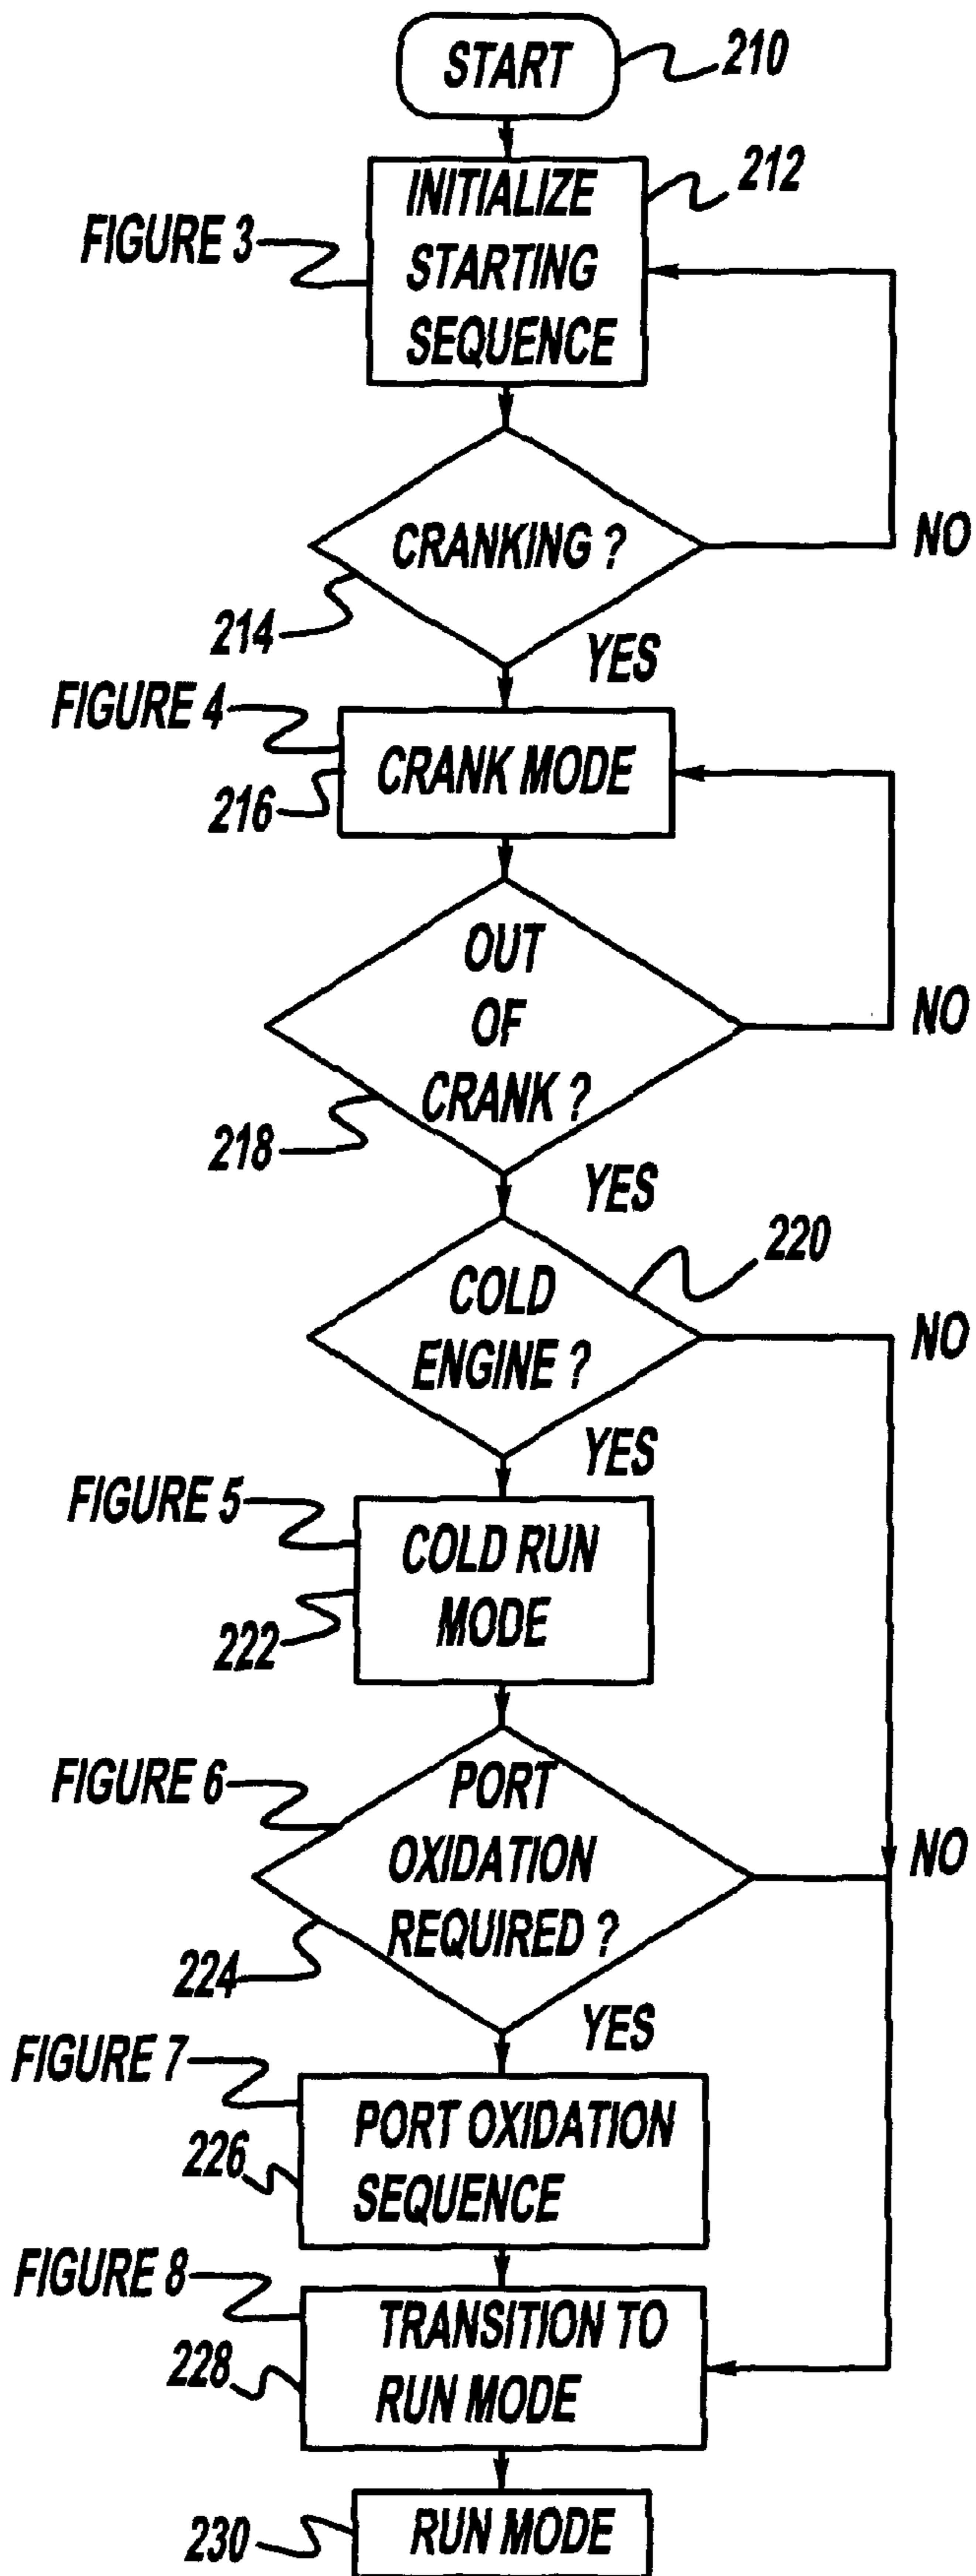 START
210
INITIALIZE
STARTING
SEQUENCE
212
FIGURE 3
CRANKING ?
NO
214
YES
FIGURE 4
CRANK MODE
216
OUT
OF
CRANK ?
NO
218
YES
COLD
ENGINE ?
220
NO
YES
FIGURE 5
COLD RUN
MODE
222
FIGURE 6
PORT
OXIDATION
REQUIRED ?
NO
224
YES
FIGURE 7
PORT OXIDATION
SEQUENCE
226
FIGURE 8
TRANSITION TO
RUN MODE
228
RUN MODE
230